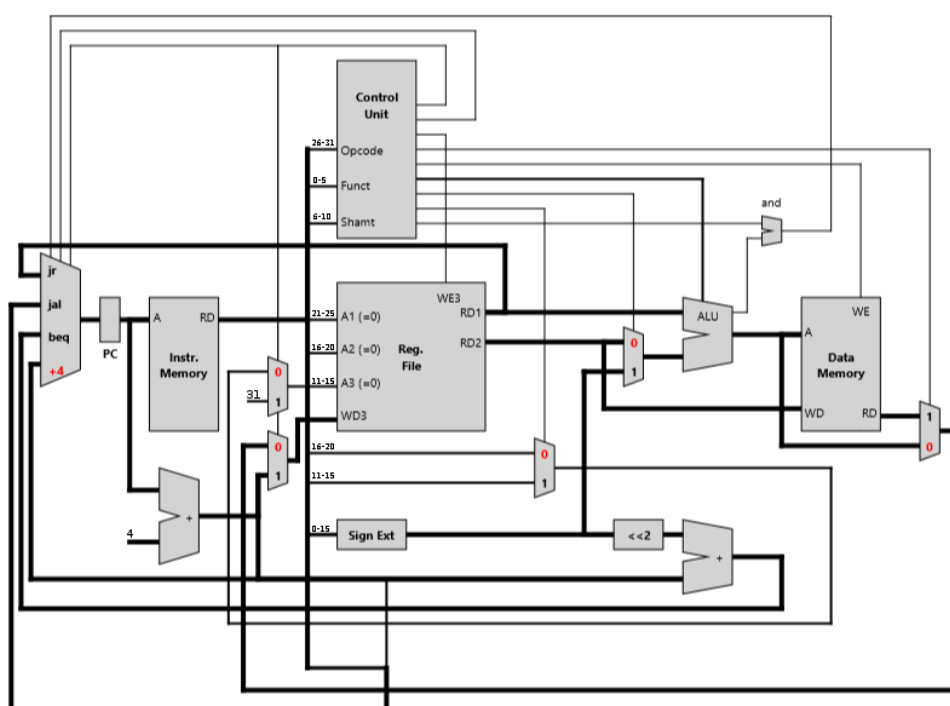 Control
Unit
26-31
Opcode
0-5
Funct
6-10
Shamt
and
jr
jal
beq
+4
PC
A
RD
Instr.
Memory
WE3
21-25
A1 (=0)
RD1
16-20
A2 (=0)
RD2
Reg.
File
11-15
A3 (=0)
WD3
0
31
1
0
1
ALU
0
1
WE
A
Data
Memory
WD
RD
1
0
16-20
0
11-15
1
4
+
0-15
Sign Ext
<<2
+